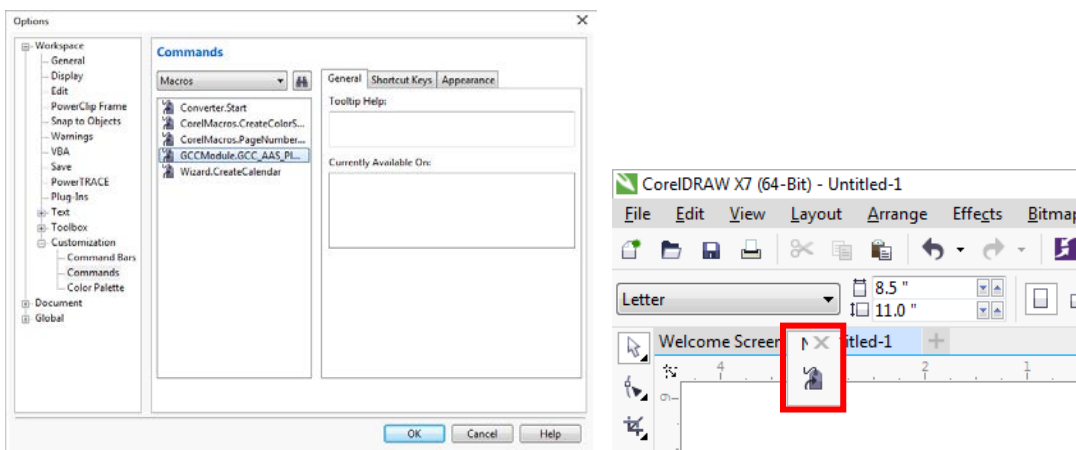 Options
Workspace
General
Display
Edit
PowerClip Frame
Snap to Objects
Warnings
VBA
Save
PowerTRACE
Plug-Ins
Text
Toolbox
Customization
Command Bars
Commands
Color Palette
Document
Global
Commands
Macros
Converter.Start
CorelMacros.CreateColorS...
CorelMacros.PageNumber...
GCCModule.GCC_AAS_Pl...
Wizard.CreateCalendar
General Shortcut Keys Appearance
Tooltip Help:
Currently Available On:
OK Cancel Help
CorelDRAW X7 (64-Bit) - Untitled-1
File Edit View Layout Arrange Effects Bitmap
Letter
8.5 "
11.0 "
Welcome Screen
titled-1
4 2 1